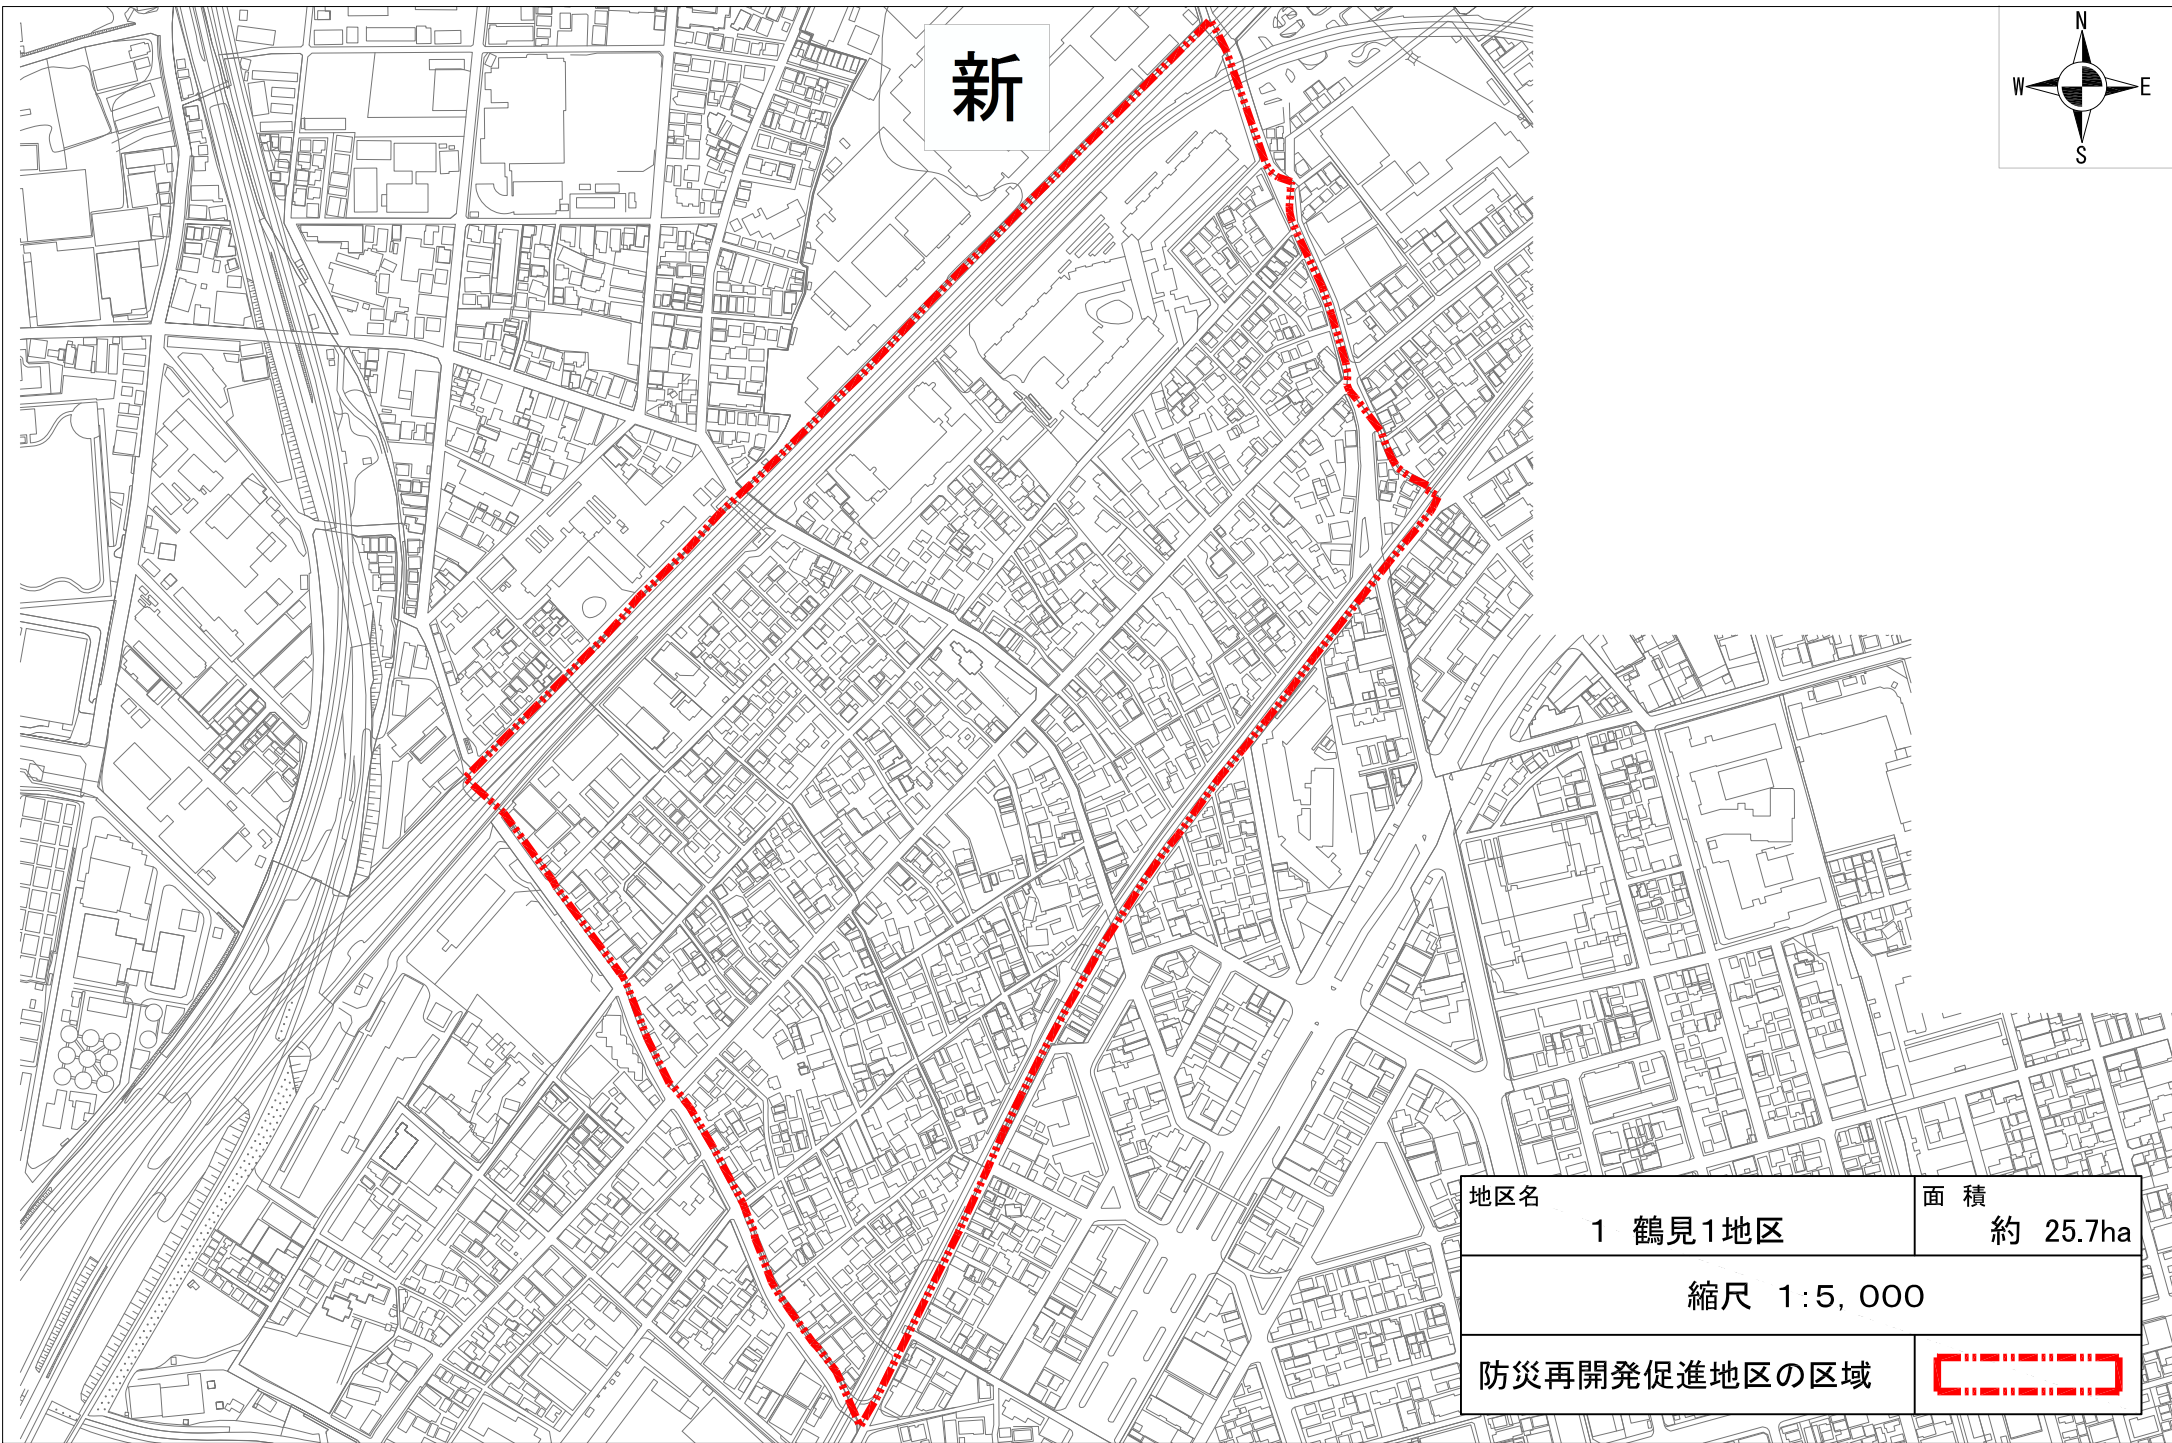 新
N
W E
S
地区名
1 鶴見1地区
面 積
約 25.7ha
縮尺 1:5,000
防災再開発促進地区の区域